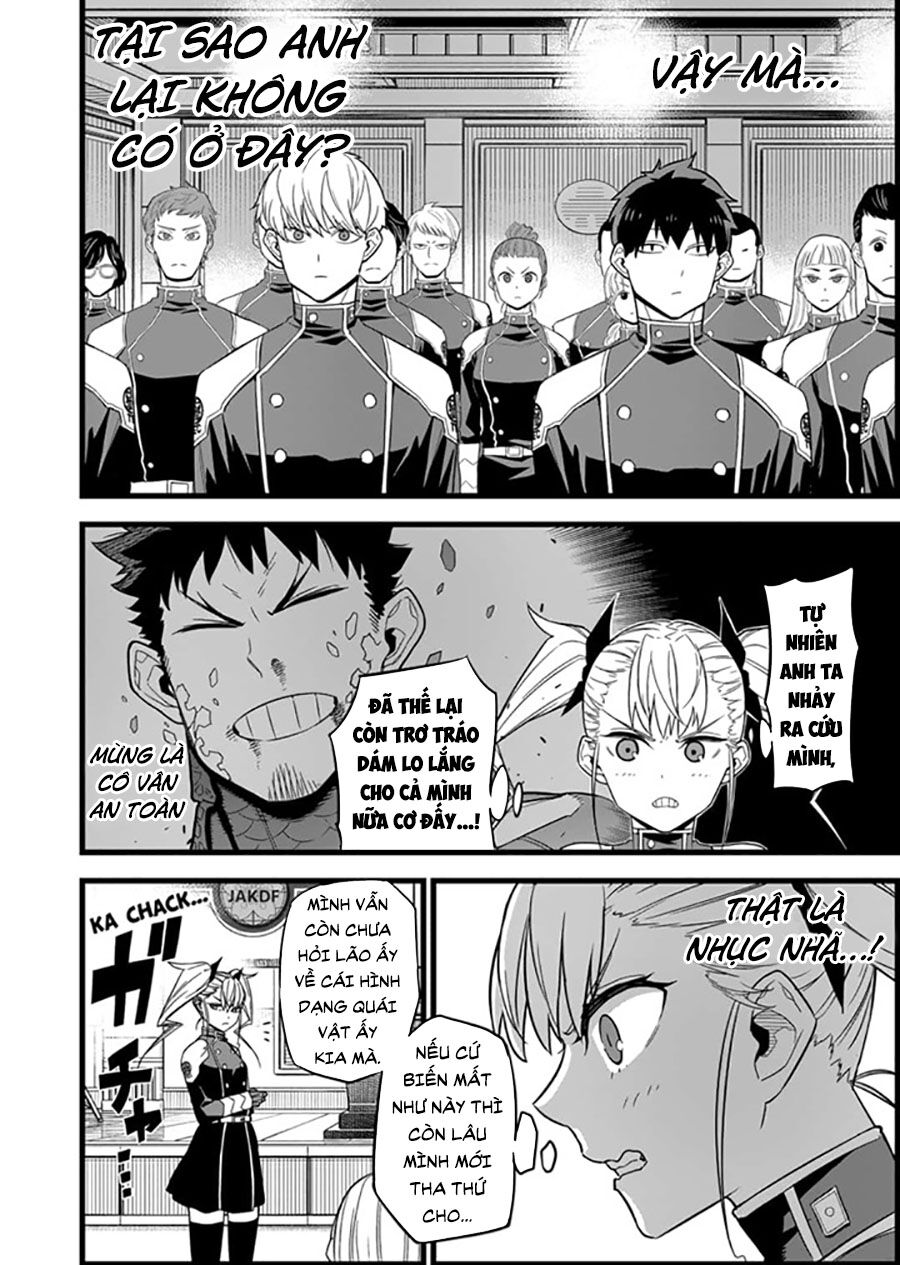 VẬY MÀ...
TẠI SAO ANH
LẠI KHÔNG
CÓ Ở ĐÂY?
TỰ
NHIÊN
ANH TA
NHẢY
RA CỨU
MÌNH,
ĐÃ THẾ LẠI
CÒN TRƠ TRÁO
DÁM LO LẮNG
CHO CẢ MÌNH
NỮA CƠ ĐẤY...!
MỪNG LÀ
CÔ VẪN
AN TOÀN
THẬT LÀ
NHỤC NHÃ...!
NẾU CỨ
BIẾN MẤT
NHƯ NÀY THÌ
CÒN LÂU
MÌNH MỚI
THA THỨ
CHO...
MÌNH VẪN
CÒN CHƯA
HỎI LÃO ẤY
VỀ CÁI HÌNH
DẠNG QUÁI
VẬT ẤY
KIA MÀ.
JAKDF
KA CHACK...
ガチャ…